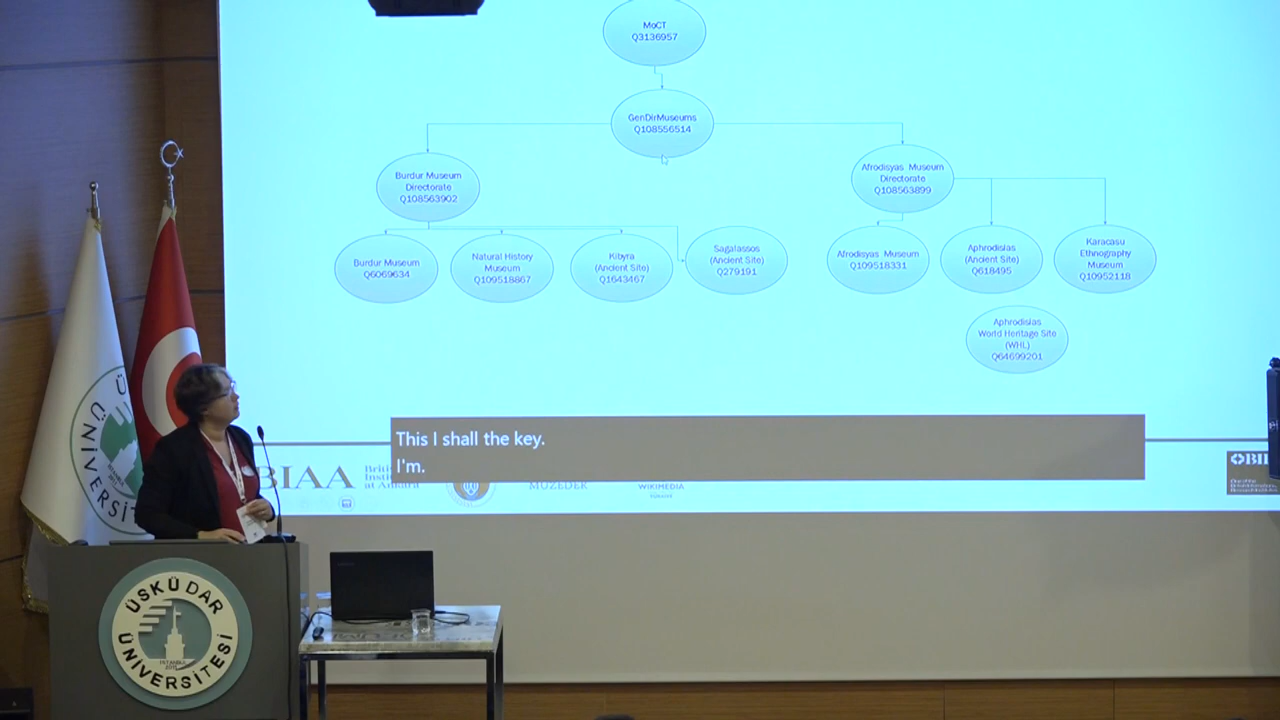 MoCT
Q3136957
GenDirMuseums
Q108556514
Burdur Museum
Directorate
Q108563902
Afrodisyas Museum
Directorate
Q108563899
Burdur Museum
Q6069634
Natural History
Museum
Q109518867
Kibyra
(Ancient Site)
Q1643467
Sagalassos
(Ancient Site)
Q279191
Afrodisyas Museum
Q109518331
Aphrodisias
(Ancient Site)
Q618495
Karacasu
Ethnography
Museum
Q10952118
Aphrodisias
World Heritage Site
(WHL)
Q64699201
This I shall the key.
I'm.
BIAA
at Ankara
MÜZEDER
WIKIMEDIA
TÜRKİYE
ÜNİVERSİT
ÜSKÜDAR
ÜNİVERSİTESİ
İSTANBUL
2011